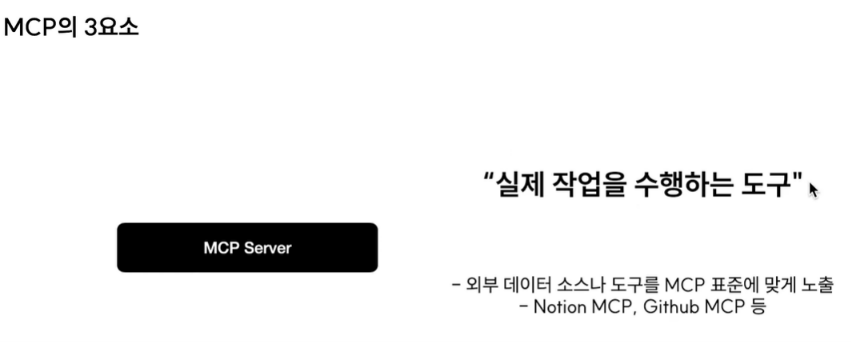 MCP의 3요소
“실제 작업을 수행하는 도구"
MCP Server
- 외부 데이터 소스나 도구를 MCP 표준에 맞게 노출
- Notion MCP, Github MCP 등